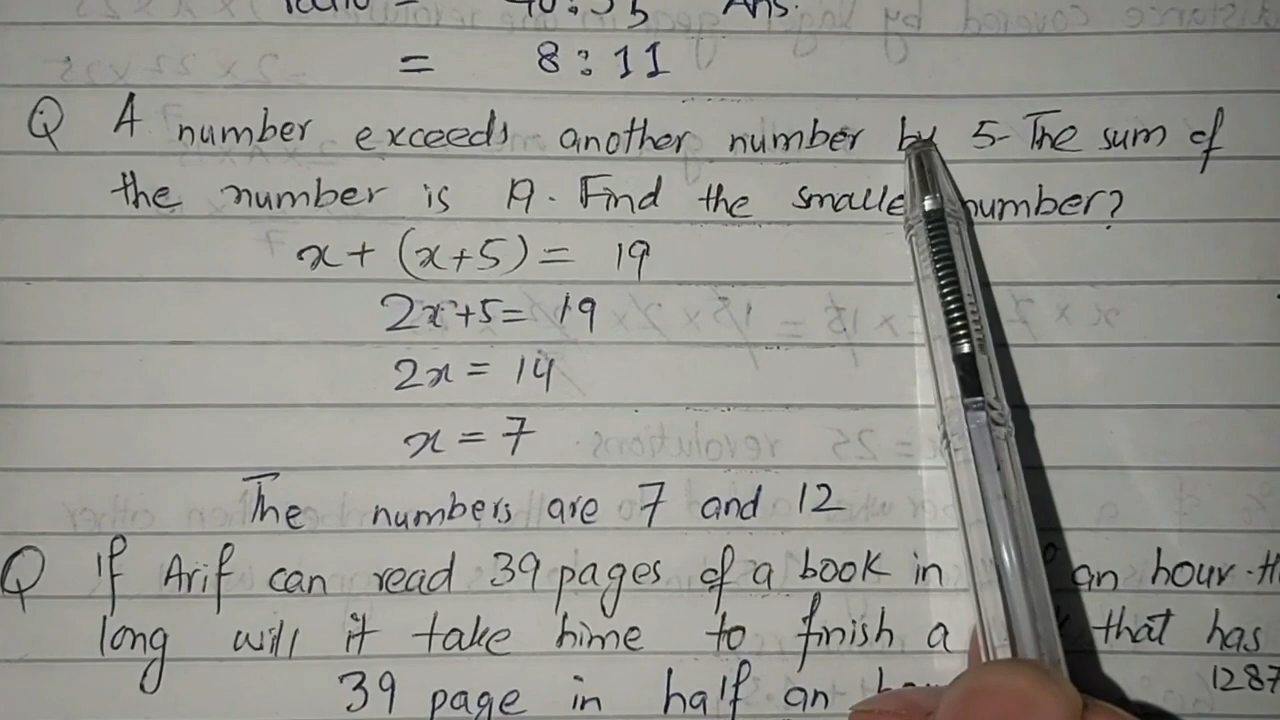 Ans.
= 8:11
Q A number exceeds another number by 5. The sum of
the number is 19. Find the smalle number?
x + (x+5) = 19
2x+5 = 19
2x = 14
x = 7
The numbers are 7 and 12
Q If Arif can read 39 pages of a book in an hour.
long will it take hime to finish a that has
1287
39 page in half an